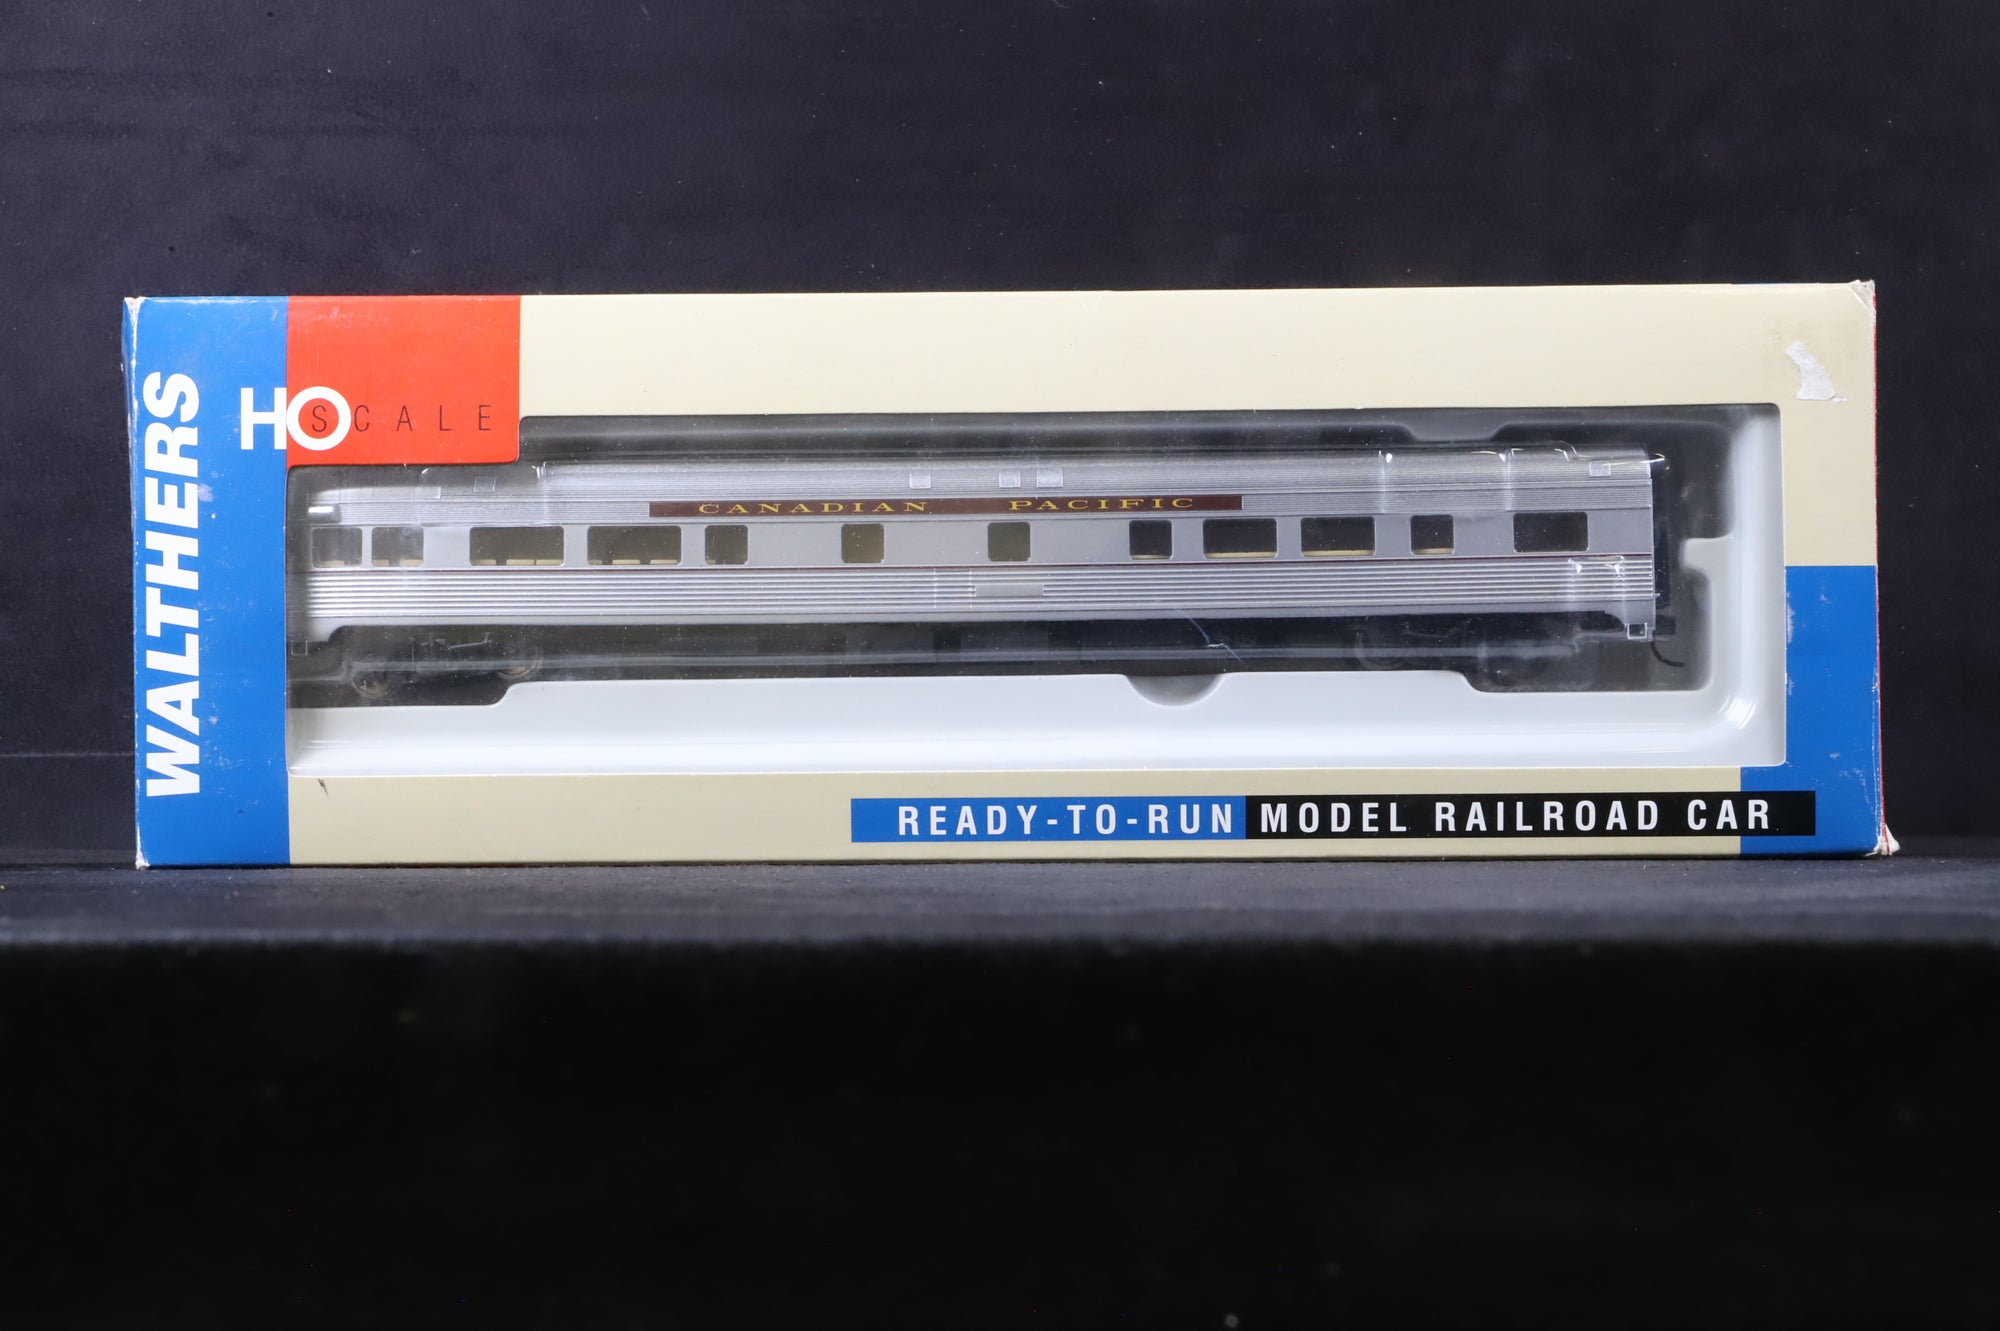 WALTHERS
HO SCALE
CANADIAN PACIFIC
READY-TO-RUN MODEL RAILROAD CAR